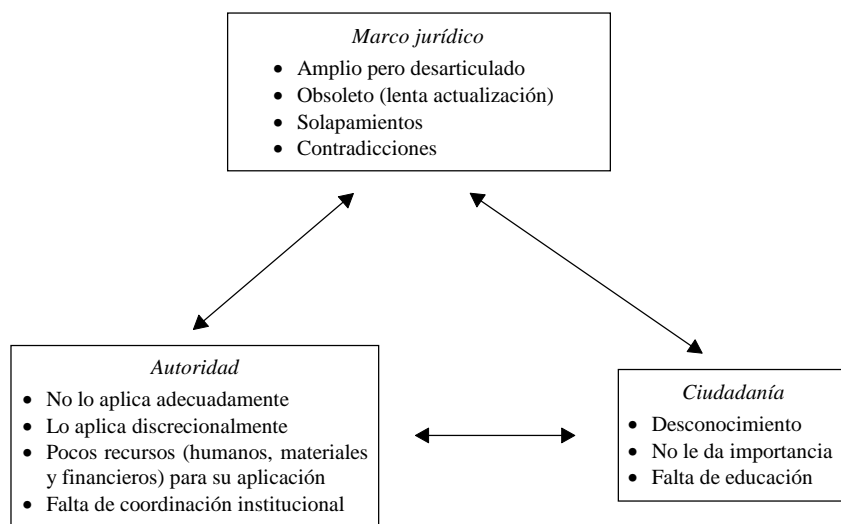 Marco jurídico
• Amplio pero desarticulado
• Obsoleto (lenta actualización)
• Solapamientos
• Contradicciones
Autoridad
• No lo aplica adecuadamente
• Lo aplica discrecionalmente
• Pocos recursos (humanos, materiales
y financieros) para su aplicación
• Falta de coordinación institucional
Ciudadanía
• Desconocimiento
• No le da importancia
• Falta de educación